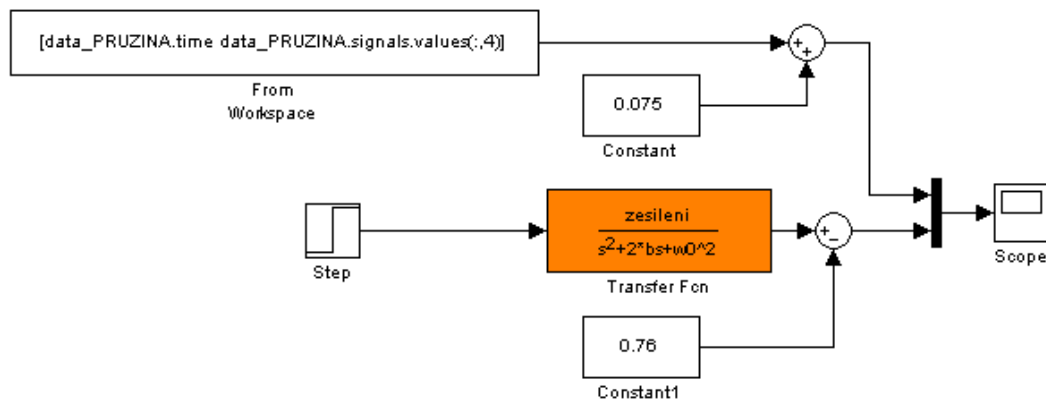 [data_PRUZINA.time data_PRUZINA.signals.values(:,4)]
From
Workspace
+
+
0.075
Constant
zesileni
s^2+2*bs+w0^2
Transfer Fcn
Step
+
−
Scope
0.76
Constant1